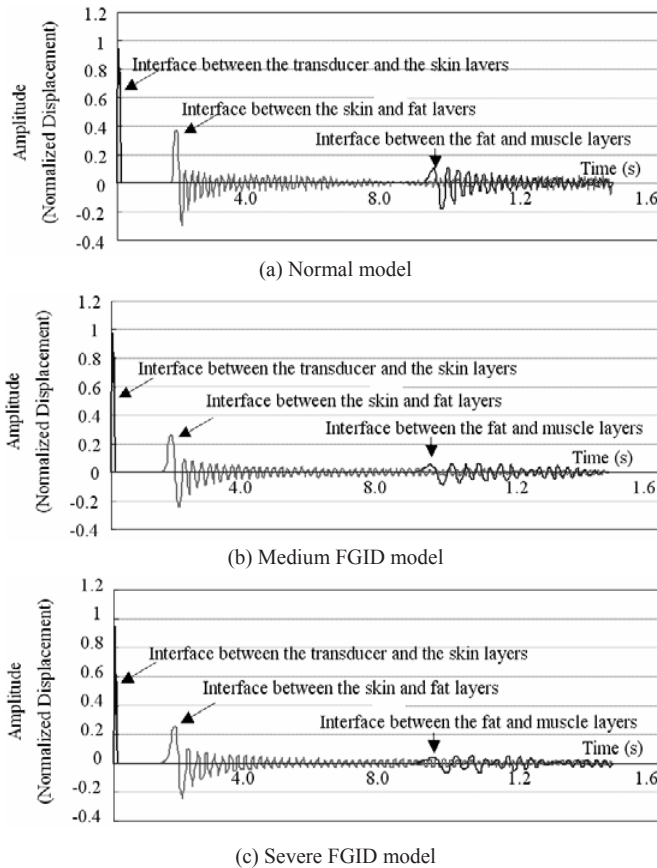 1.2
1
0.8
0.6
0.4
0.2
0
-0.2
-0.4
Amplitude
(Normalized Displacement)
Interface between the transducer and the skin lavers
Interface between the skin and fat lavers
Interface between the fat and muscle layers
Time (s)
4.0
8.0
1.2
1.6
(a) Normal model
1.2
1
0.8
0.6
0.4
0.2
0
-0.2
-0.4
Amplitude
(Normalized Displacement)
Interface between the transducer and the skin layers
Interface between the skin and fat layers
Interface between the fat and muscle layers
Time (s)
4.0
8.0
1.2
1.6
(b) Medium FGID model
1.2
1
0.8
0.6
0.4
0.2
0
-0.2
-0.4
Amplitude
(Normalized Displacement)
Interface between the transducer and the skin layers
Interface between the skin and fat layers
Interface between the fat and muscle layers
Time (s)
4.0
8.0
1.2
1.6
(c) Severe FGID model